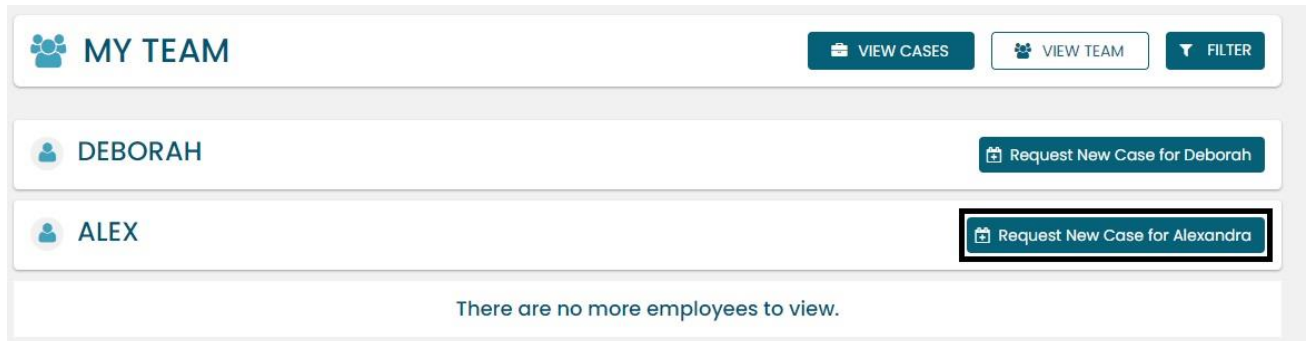 MY TEAM
VIEW CASES
VIEW TEAM
FILTER
DEBORAH
Request New Case for Deborah
ALEX
Request New Case for Alexandra
There are no more employees to view.